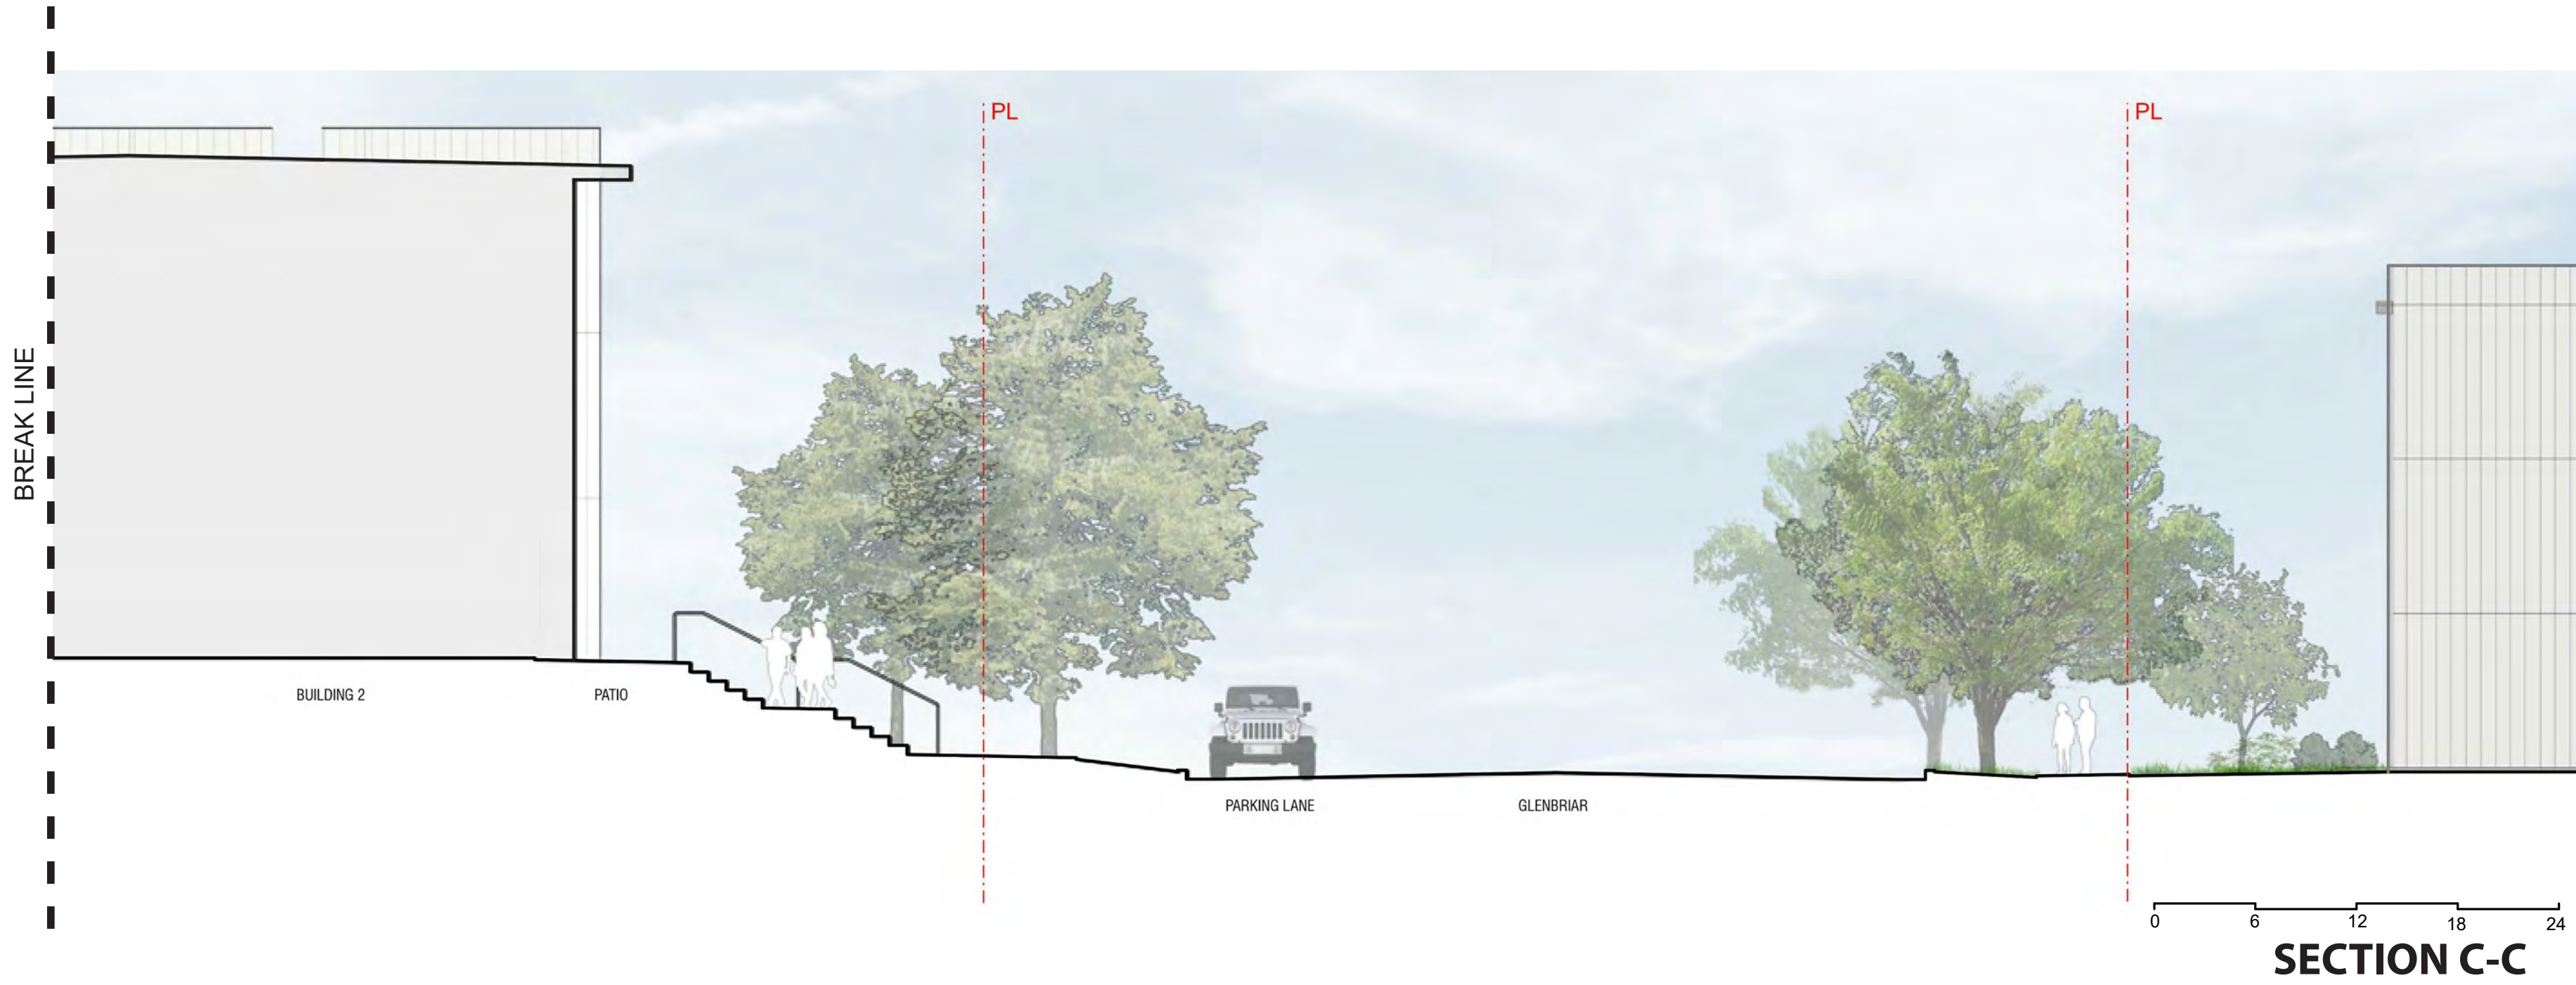 PL
PL
BREAK LINE
BUILDING 2
PATIO
PARKING LANE
GLENBRIAR
0 6 12 18 24
SECTION C-C